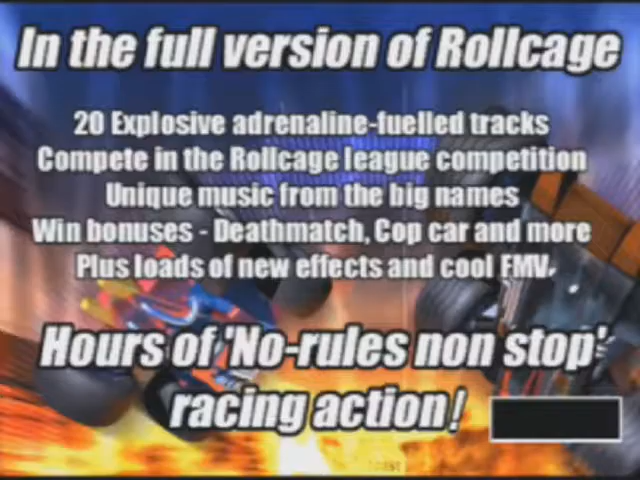 In the full version of Rollcage
20 Explosive adrenaline-fuelled tracks
Compete in the Rollcage league competition
Unique music from the big names
Win bonuses - Deathmatch, Cop car and more
Plus loads of new effects and cool FMV.
Hours of 'No-rules non stop'
racing action!